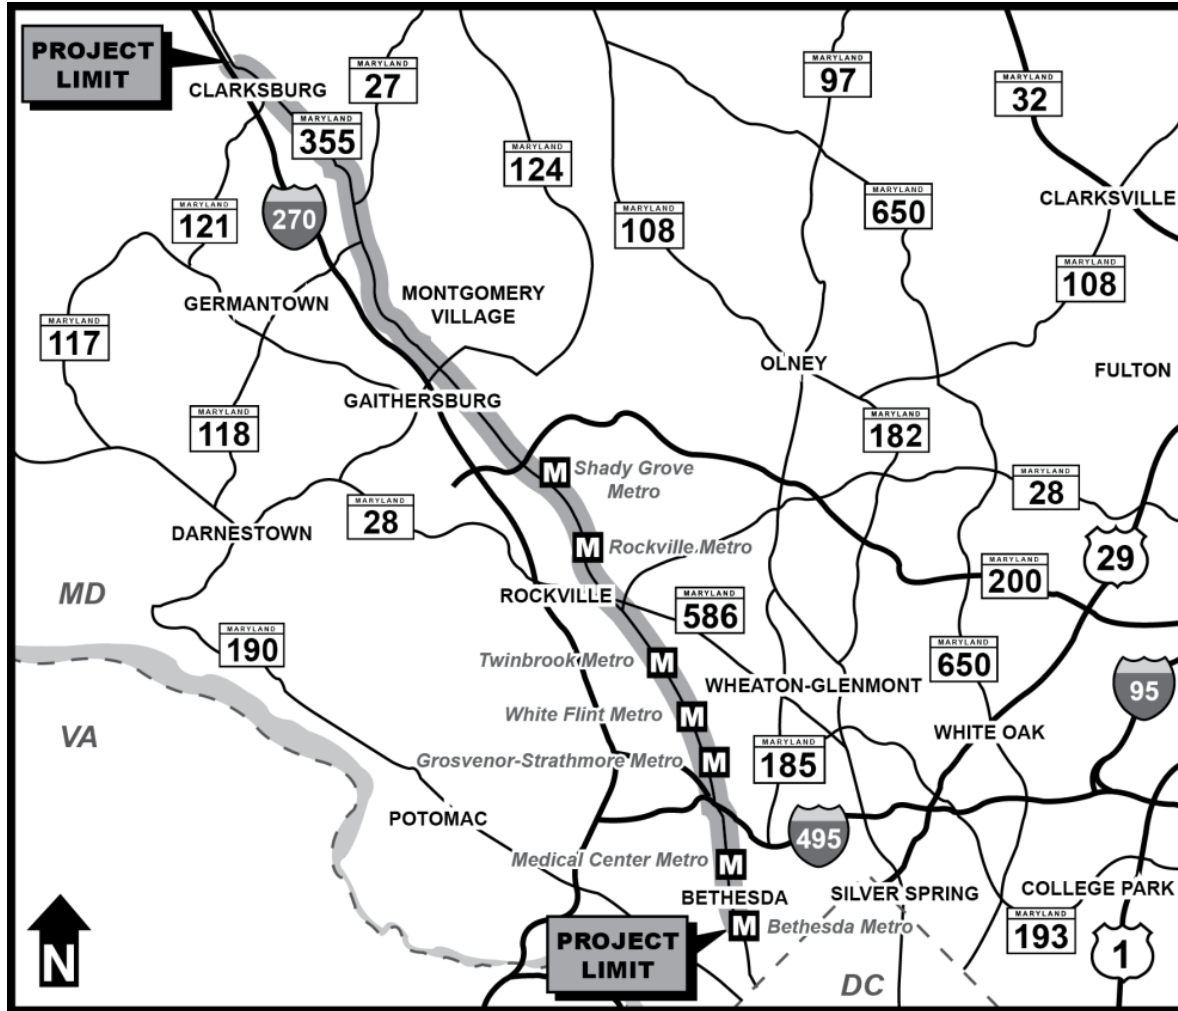 PROJECT
LIMIT
CLARKSBURG
MARYLAND
27
MARYLAND
355
MARYLAND
124
MARYLAND
97
MARYLAND
32
MARYLAND
121
270
MARYLAND
108
MARYLAND
650
CLARKSVILLE
MARYLAND
108
GERMANTOWN
MONTGOMERY
VILLAGE
MARYLAND
117
OLNEY
FULTON
GAITHERSBURG
MARYLAND
118
MARYLAND
182
M
Shady Grove
Metro
MARYLAND
28
MARYLAND
28
DARNESTOWN
M
Rockville Metro
29
MARYLAND
200
MD
ROCKVILLE
MARYLAND
586
MARYLAND
190
Twinbrook Metro
M
MARYLAND
650
WHEATON-GLENMONT
95
VA
White Flint Metro
M
WHITE OAK
Grosvenor-Strathmore Metro
M
MARYLAND
185
POTOMAC
495
Medical Center Metro
M
BETHESDA
SILVER SPRING
COLLEGE PARK
M
Bethesda Metro
PROJECT
LIMIT
MARYLAND
193
1
N
DC